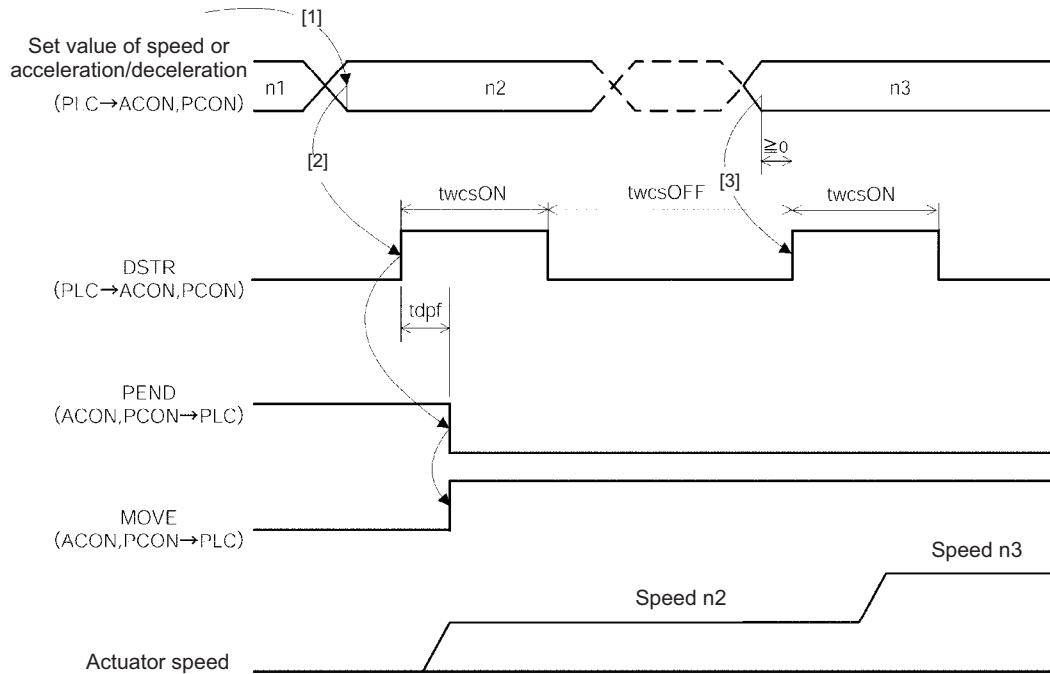 [1]
Set value of speed or
acceleration/deceleration
(PLC→ACON,PCON)
n1
n2
n3
[2]
≧0
[3]
twcsON
twcsOFF
twcsON
DSTR
(PLC→ACON,PCON)
tdpf
PEND
(ACON,PCON→PLC)
MOVE
(ACON,PCON→PLC)
Speed n3
Speed n2
Actuator speed